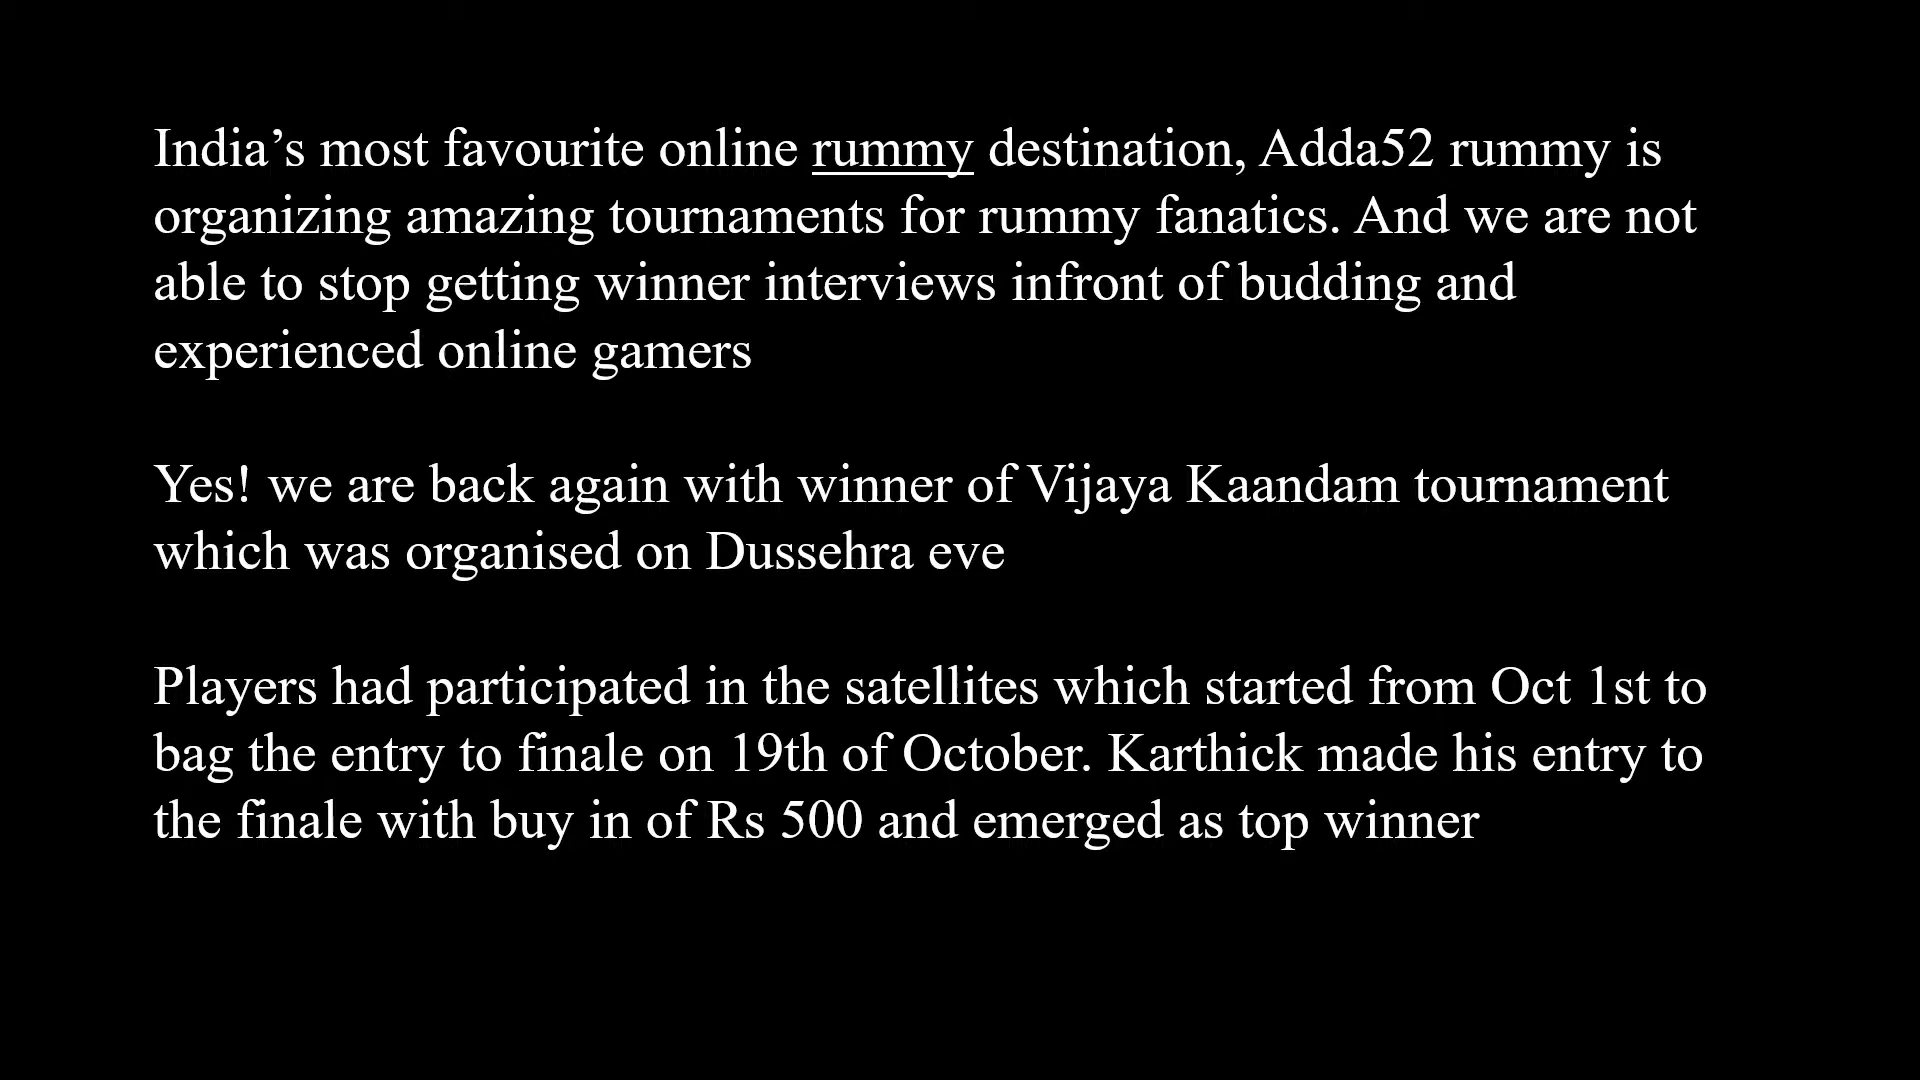 India’s most favourite online rummy destination, Adda52 rummy is
organizing amazing tournaments for rummy fanatics. And we are not
able to stop getting winner interviews infront of budding and
experienced online gamers
Yes! we are back again with winner of Vijaya Kaandam tournament
which was organised on Dussehra eve
Players had participated in the satellites which started from Oct 1st to
bag the entry to finale on 19th of October. Karthick made his entry to
the finale with buy in of Rs 500 and emerged as top winner